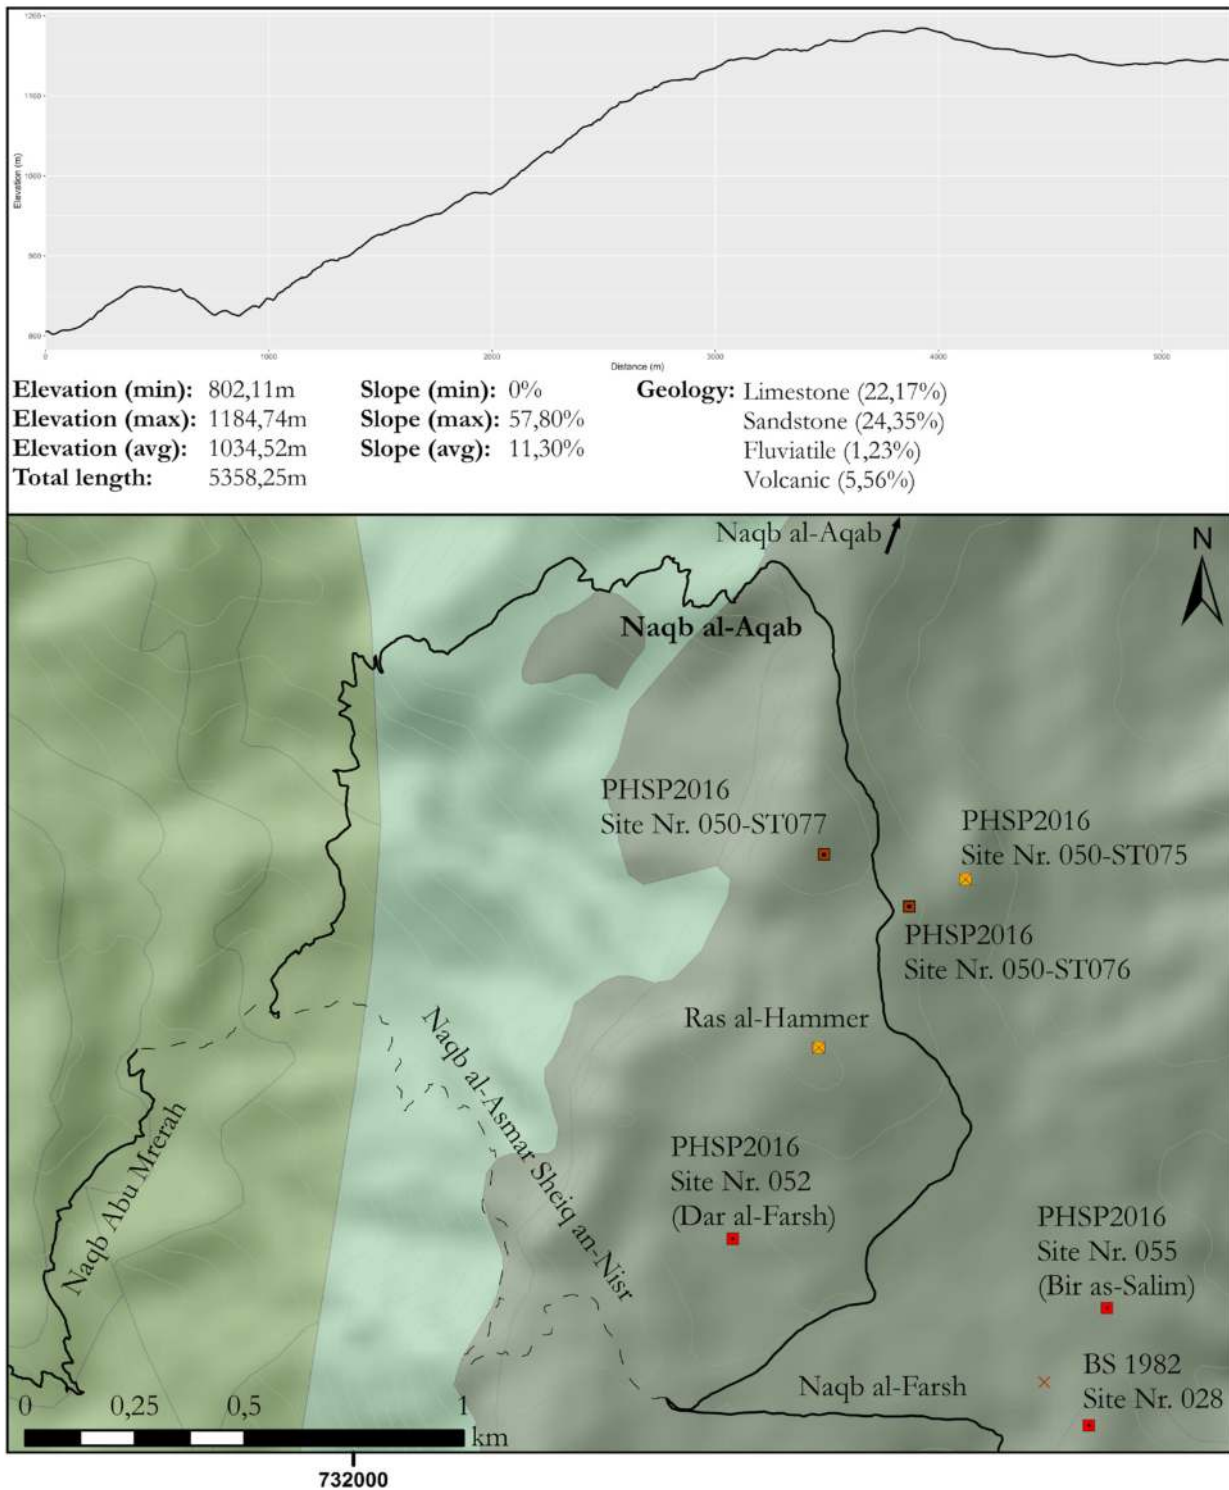 1200
1100
1000
900
800
Elevation (m)
0
1000
2000
3000
4000
5000
Distance (m)
Elevation (min): 802,11m
Elevation (max): 1184,74m
Elevation (avg): 1034,52m
Total length: 5358,25m
Slope (min): 0%
Slope (max): 57,80%
Slope (avg): 11,30%
Geology: Limestone (22,17%)
Sandstone (24,35%)
Fluviatile (1,23%)
Volcanic (5,56%)
Naqb al-Aqab
N
Naqb al-Aqab
PHSP2016
Site Nr. 050-ST077
PHSP2016
Site Nr. 050-ST075
PHSP2016
Site Nr. 050-ST076
Ras al-Hammer
Naqb al-Asmar Sheiq an-Nisr
Naqb Abu Mrerah
PHSP2016
Site Nr. 052
(Dar al-Farsh)
PHSP2016
Site Nr. 055
(Bir as-Salim)
BS 1982
Site Nr. 028
Naqb al-Farsh
0 0,25 0,5 1
km
732000